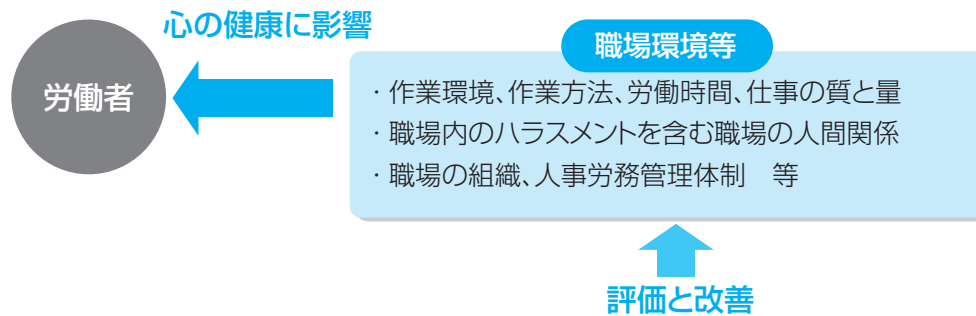 心の健康に影響
職場環境等
労働者
・作業環境、作業方法、労働時間、仕事の質と量
・職場内のハラスメントを含む職場の人間関係
・職場の組織、人事労務管理体制　等
評価と改善